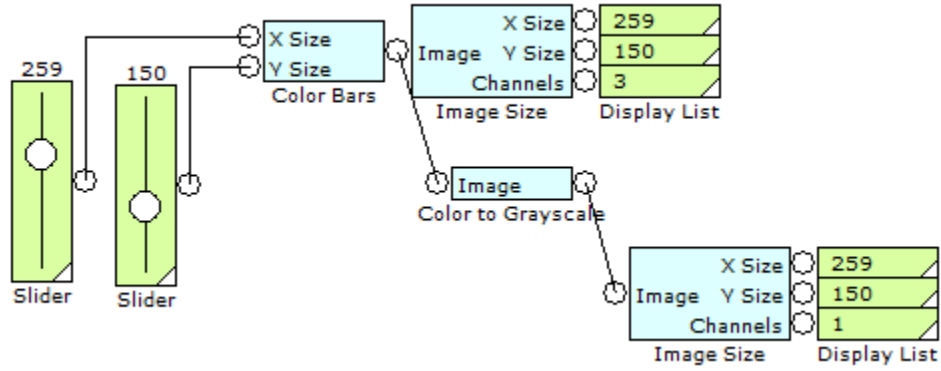 259
150
Slider
Slider
X Size
Y Size
Color Bars
Image
X Size
Y Size
Channels
Image Size
259
150
3
Display List
Image
Color to Grayscale
Image
X Size
Y Size
Channels
Image Size
259
150
1
Display List